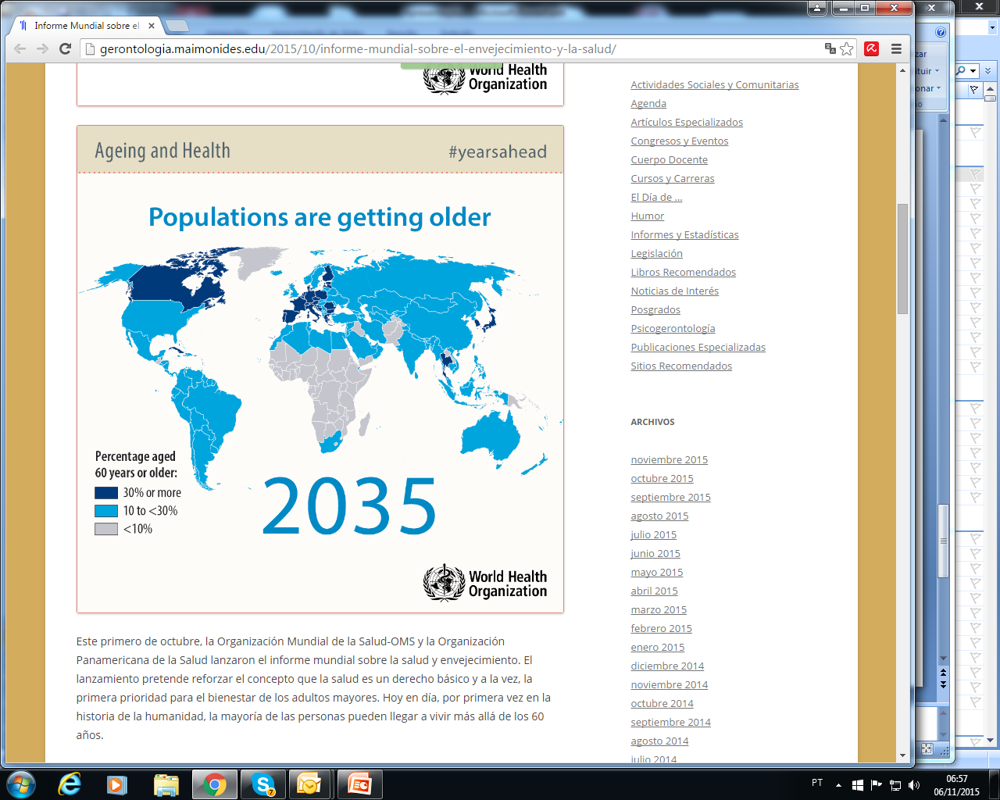 Informe Mundial sobre el
gerontologia.maimonides.edu/2015/10/informe-mundial-sobre-el-envejecimiento-y-la-salud/
World Health
Organization
Ageing and Health
#yearsahead
Populations are getting older
Percentage aged
60 years or older:
30% or more
10 to <30%
<10%
2035
World Health
Organization
Este primero de octubre, la Organización Mundial de la Salud-OMS y la Organización
Panamericana de la Salud lanzaron el informe mundial sobre la salud y envejecimiento. El
lanzamiento pretende reforzar el concepto que la salud es un derecho básico y a la vez, la
primera prioridad para el bienestar de los adultos mayores. Hoy en día, por primera vez en la
historia de la humanidad, la mayoría de las personas pueden llegar a vivir más allá de los 60
años.
Actividades Sociales y Comunitarias
Agenda
Artículos Especializados
Congresos y Eventos
Cuerpo Docente
Cursos y Carreras
El Día de ...
Humor
Informes y Estadísticas
Legislación
Libros Recomendados
Noticias de Interés
Posgrados
Psicogerontología
Publicaciones Especializadas
Sitios Recomendados
ARCHIVOS
noviembre 2015
octubre 2015
septiembre 2015
agosto 2015
julio 2015
junio 2015
mayo 2015
abril 2015
marzo 2015
febrero 2015
enero 2015
diciembre 2014
noviembre 2014
octubre 2014
septiembre 2014
agosto 2014
julio 2014
zar
ituir
onar
7
PT
06:57
06/11/2015